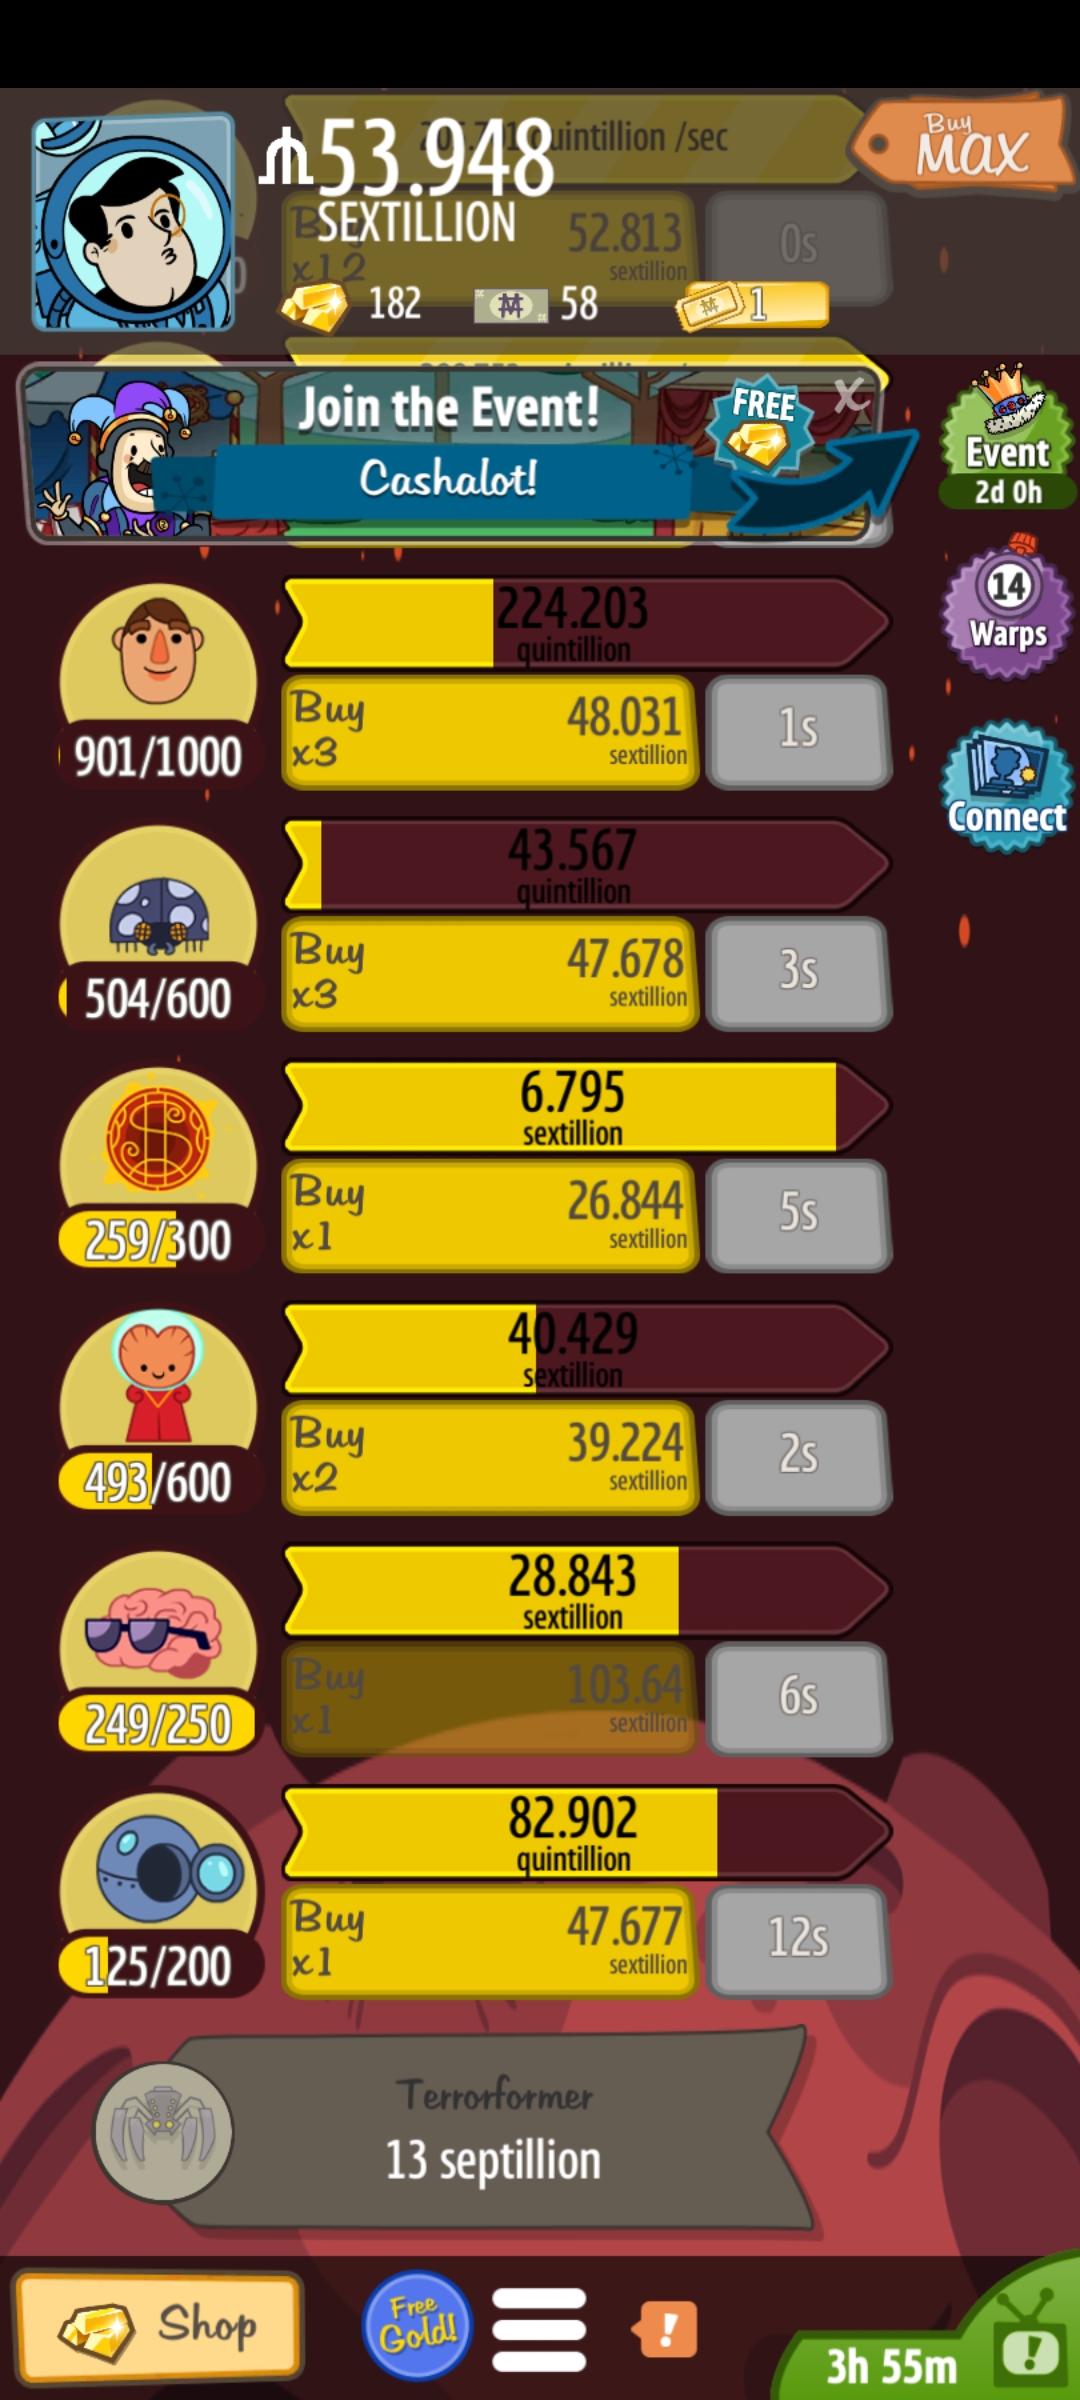 53.948
SEXTILLION
Buy
MAX
quintillion /sec
Buy
x12
52.813
sextillion
0s
182
58
1
Join the Event!
FREE
X
Cashalot!
Event
2d 0h
14
Warps
Connect
224.203
quintillion
901/1000
Buy
x3
48.031
sextillion
1s
43.567
quintillion
504/600
Buy
x3
47.678
sextillion
3s
6.795
sextillion
259/300
Buy
x1
26.844
sextillion
5s
40.429
sextillion
493/600
Buy
x2
39.224
sextillion
2s
28.843
sextillion
249/250
Buy
x1
103.64
sextillion
6s
82.902
quintillion
125/200
Buy
x1
47.677
sextillion
12s
Terrorformer
13 septillion
Shop
Free
Gold!
!
3h 55m
!